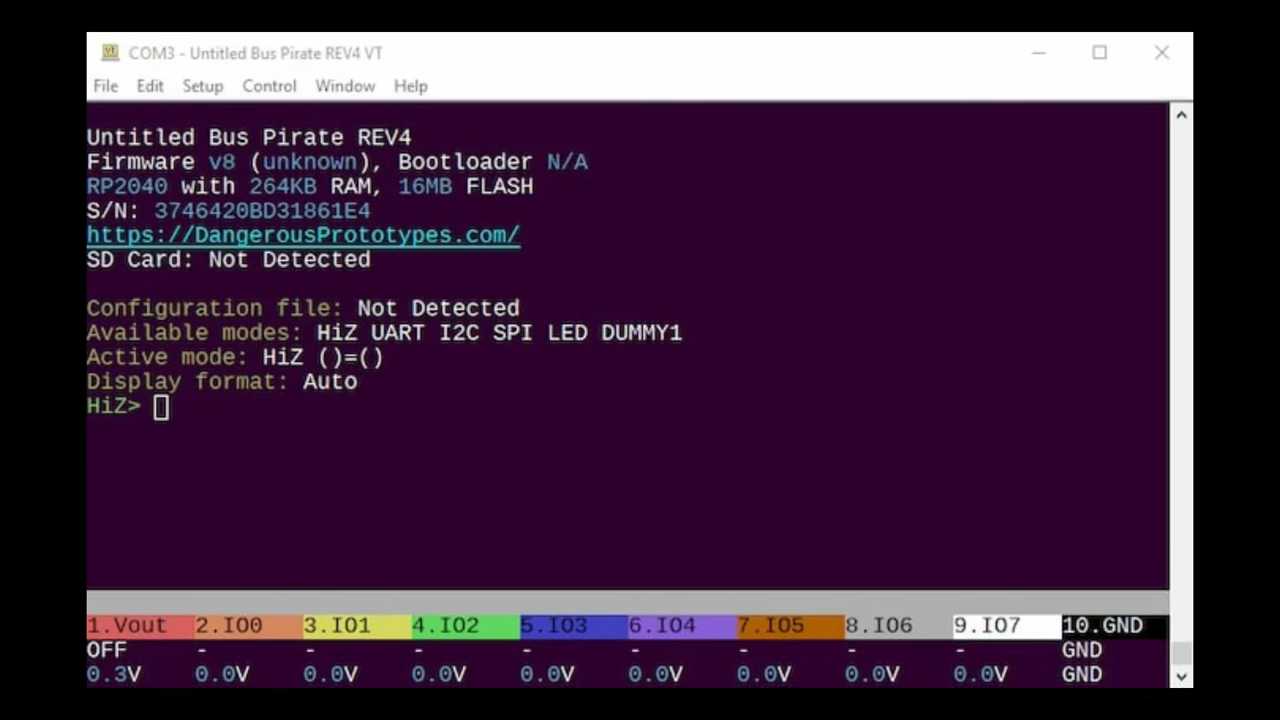 COM3 - Untitled Bus Pirate REV4 VT
File Edit Setup Control Window Help
Untitled Bus Pirate REV4
Firmware v8 (unknown), Bootloader N/A
RP2040 with 264KB RAM, 16MB FLASH
S/N: 3746420BD31861E4
https://DangerousPrototypes.com/
SD Card: Not Detected
Configuration file: Not Detected
Available modes: HiZ UART I2C SPI LED DUMMY1
Active mode: HiZ ()=()
Display format: Auto
HiZ>
1.Vout 2.IO0 3.IO1 4.IO2 5.IO3 6.IO4 7.IO5 8.IO6 9.IO7 10.GND
OFF - - - - - - - - GND
0.3V 0.0V 0.0V 0.0V 0.0V 0.0V 0.0V 0.0V 0.0V GND